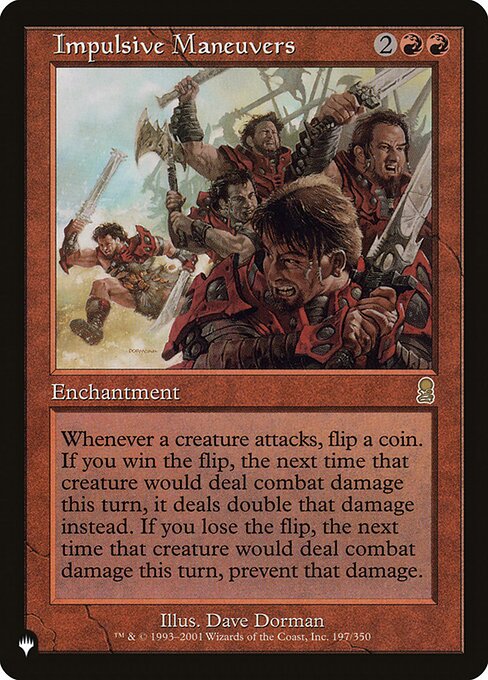 Impulsive Maneuvers 2
DORMAN
Enchantment
Whenever a creature attacks, flip a coin.
If you win the flip, the next time that
creature would deal combat damage
this turn, it deals double that damage
instead. If you lose the flip, the next
time that creature would deal combat
damage this turn, prevent that damage.
Illus. Dave Dorman
™ & © 1993–2001 Wizards of the Coast, Inc. 197/350